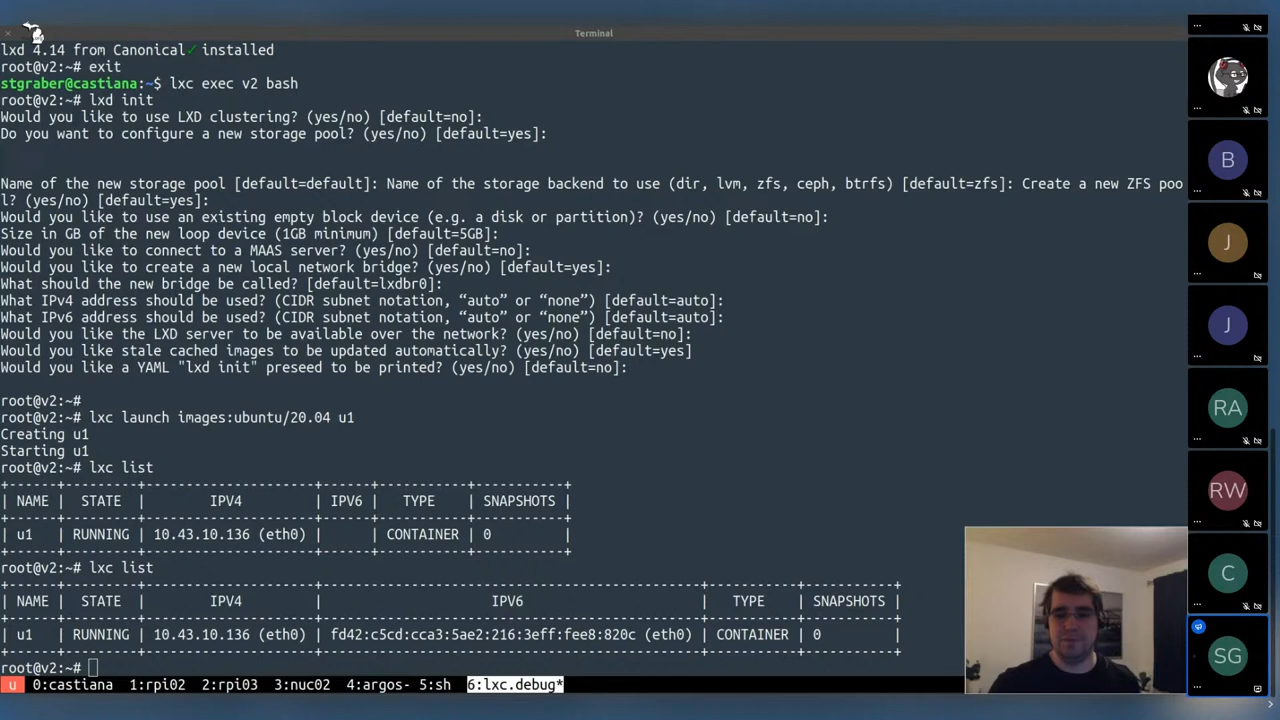 Terminal
lxd 4.14 from Canonical✓ installed
root@v2:~# exit
stgraber@castiana:~$ lxc exec v2 bash
root@v2:~# lxd init
Would you like to use LXD clustering? (yes/no) [default=no]:
Do you want to configure a new storage pool? (yes/no) [default=yes]:
Name of the new storage pool [default=default]: Name of the storage backend to use (dir, lvm, zfs, ceph, btrfs) [default=zfs]: Create a new ZFS poo
l? (yes/no) [default=yes]:
Would you like to use an existing empty block device (e.g. a disk or partition)? (yes/no) [default=no]:
Size in GB of the new loop device (1GB minimum) [default=5GB]:
Would you like to connect to a MAAS server? (yes/no) [default=no]:
Would you like to create a new local network bridge? (yes/no) [default=yes]:
What should the new bridge be called? [default=lxdbr0]:
What IPv4 address should be used? (CIDR subnet notation, “auto” or “none”) [default=auto]:
What IPv6 address should be used? (CIDR subnet notation, “auto” or “none”) [default=auto]:
Would you like the LXD server to be available over the network? (yes/no) [default=no]:
Would you like stale cached images to be updated automatically? (yes/no) [default=yes]
Would you like a YAML "lxd init" preseed to be printed? (yes/no) [default=no]:
root@v2:~#
root@v2:~# lxc launch images:ubuntu/20.04 u1
Creating u1
Starting u1
root@v2:~# lxc list
+------+---------+---------------------+------+-----------+-----------+
| NAME | STATE | IPV4 | IPV6 | TYPE | SNAPSHOTS |
+------+---------+---------------------+------+-----------+-----------+
| u1 | RUNNING | 10.43.10.136 (eth0) | | CONTAINER | 0 |
+------+---------+---------------------+------+-----------+-----------+
root@v2:~# lxc list
+------+---------+---------------------+-----------------------------------------------+-----------+-----------+
| NAME | STATE | IPV4 | IPV6 | TYPE | SNAPSHOTS |
+------+---------+---------------------+-----------------------------------------------+-----------+-----------+
| u1 | RUNNING | 10.43.10.136 (eth0) | fd42:c5cd:cca3:5ae2:216:3eff:fee8:820c (eth0) | CONTAINER | 0 |
+------+---------+---------------------+-----------------------------------------------+-----------+-----------+
root@v2:~#
u 0:castiana 1:rpi02 2:rpi03 3:nuc02 4:argos- 5:sh 6:lxc.debug*
B
J
J
RA
RW
C
SG